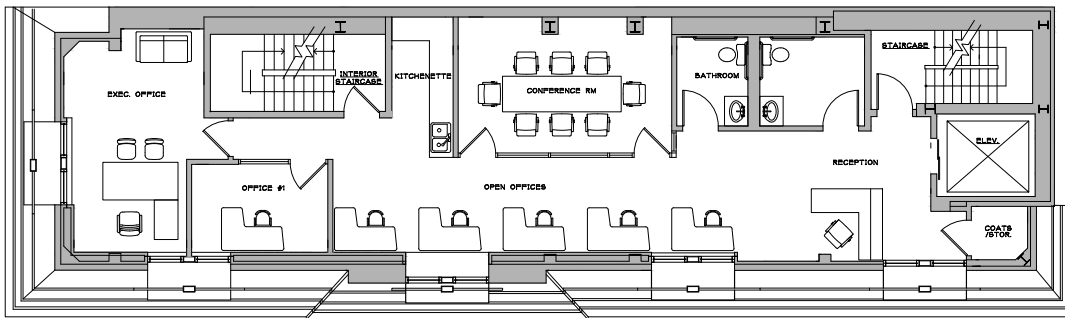 STAIRCASE
INTERIOR
STAIRCASE
KITCHENETTE
BATHROOM
EXEC. OFFICE
CONFERENCE RM
ELEV.
RECEPTION
OFFICE #1
OPEN OFFICES
COATS
/STOR.